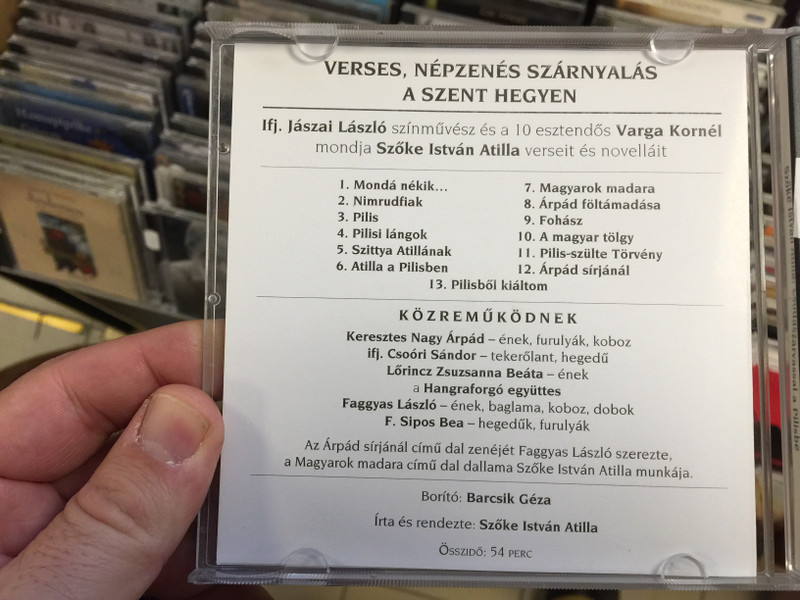 VERSES, NÉPZENÉS SZÁRNYALÁS
A SZENT HEGYEN
Ifj. Jászai László színművész és a 10 esztendős Varga Kornél
mondja Szőke István Atilla verseit és novelláit
1. Mondá nékik...
2. Nimrudfiak
3. Pilis
4. Pilisi lángok
5. Szittya Atillának
6. Atilla a Pilisben
7. Magyarok madara
8. Árpád föltámadása
9. Fohász
10. A magyar tölgy
11. Pilis-szülte Törvény
12. Árpád sírjánál
13. Pilisből kiáltom
KÖZREMŰKÖDNEK
Keresztes Nagy Árpád – ének, furulyák, koboz
ifj. Csoóri Sándor – tekerőlant, hegedű
Lőrincz Zsuzsanna Beáta – ének
a Hangraforgó együttes
Faggyas László – ének, baglama, koboz, dobok
F. Sipos Bea – hegedűk, furulyák
Az Árpád sírjánál című dal zenéjét Faggyas László szerezte,
a Magyarok madara című dal dallama Szőke István Atilla munkája.
Borító: Barcsik Géza
Írta és rendezte: Szőke István Atilla
ÖSSZIDŐ: 54 PERC